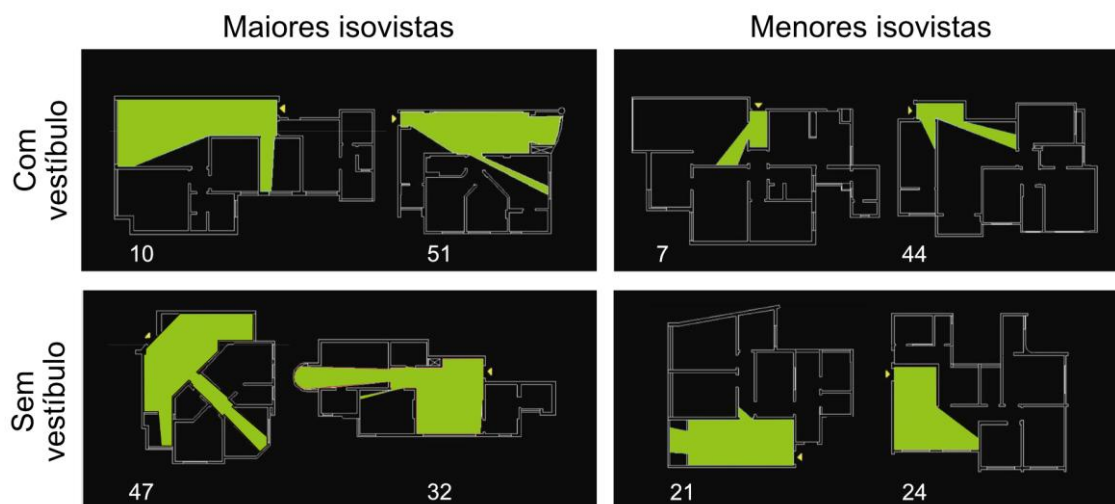 Maiores isovistas
Menores isovistas
Com
vestíbulo
10
51
7
44
Sem
vestíbulo
47
32
21
24